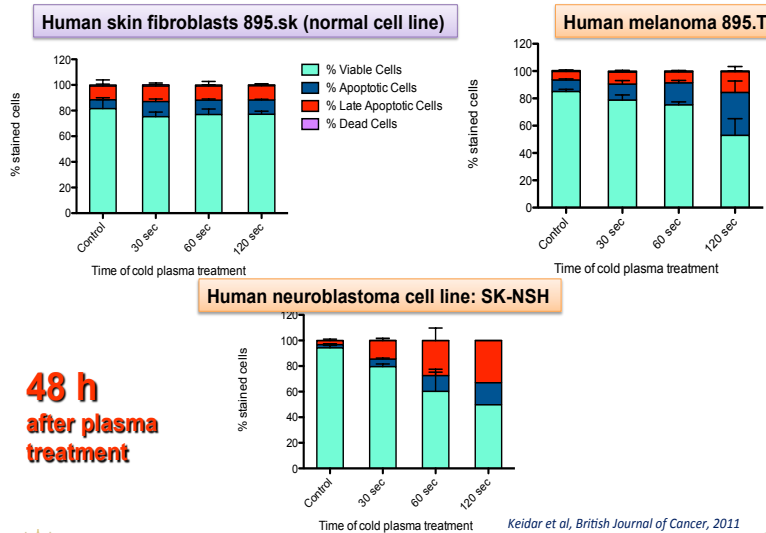 Human skin fibroblasts 895.sk (normal cell line)
Human melanoma 895.T
120
100
80
60
40
20
0
% stained cells
Control
30 sec
60 sec
120 sec
Time of cold plasma treatment
% Viable Cells
% Apoptotic Cells
% Late Apoptotic Cells
% Dead Cells
120
100
80
60
40
20
0
% stained cells
Control
30 sec
60 sec
120 sec
Time of cold plasma treatment
Human neuroblastoma cell line: SK-NSH
120
100
80
60
40
20
0
% stained cells
Control
30 sec
60 sec
120 sec
Time of cold plasma treatment
48 h
after plasma
treatment
Keidar et al, British Journal of Cancer, 2011